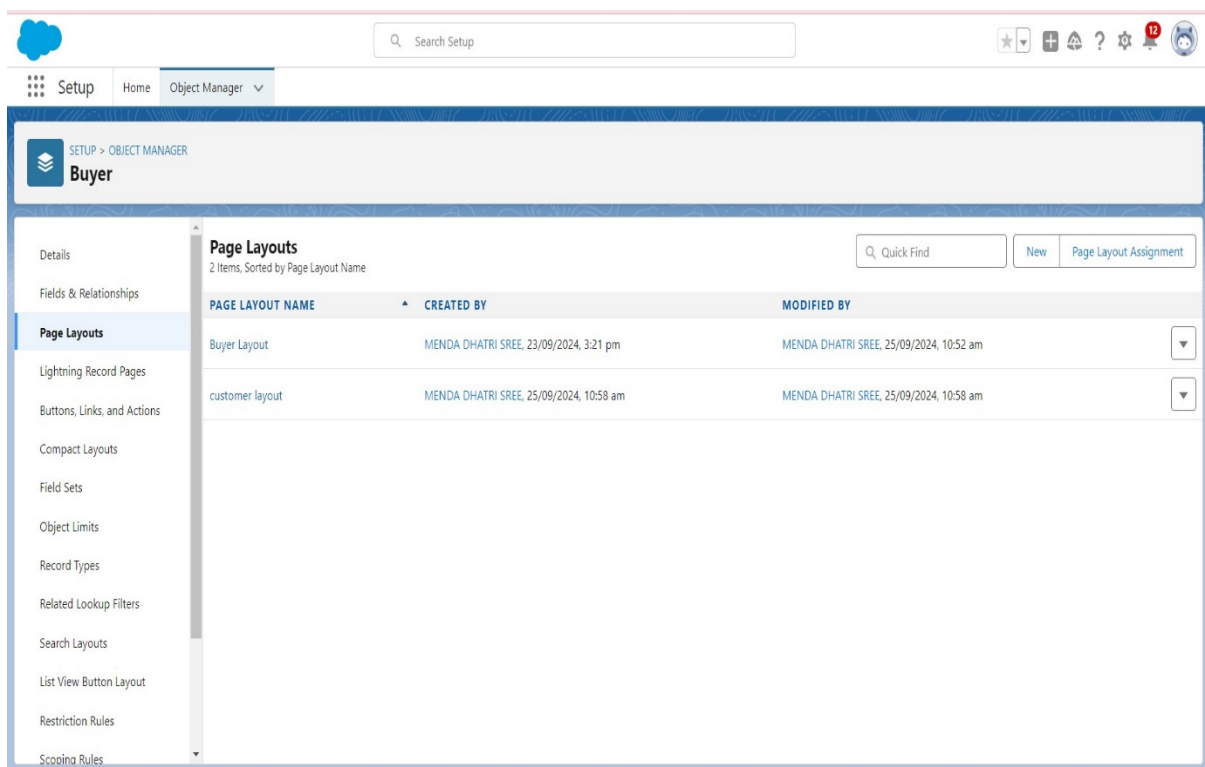 Search Setup
12
Setup Home Object Manager
SETUP > OBJECT MANAGER
Buyer
Details
Fields & Relationships
Page Layouts
Lightning Record Pages
Buttons, Links, and Actions
Compact Layouts
Field Sets
Object Limits
Record Types
Related Lookup Filters
Search Layouts
List View Button Layout
Restriction Rules
Scoping Rules
Page Layouts
2 Items, Sorted by Page Layout Name
Quick Find New Page Layout Assignment
PAGE LAYOUT NAME CREATED BY MODIFIED BY
Buyer Layout MENDA DHATRI SREE, 23/09/2024, 3:21 pm MENDA DHATRI SREE, 25/09/2024, 10:52 am
customer layout MENDA DHATRI SREE, 25/09/2024, 10:58 am MENDA DHATRI SREE, 25/09/2024, 10:58 am